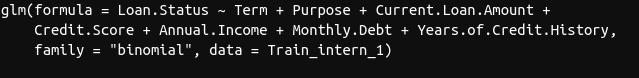 glm(formula = Loan.Status ~ Term + Purpose + Current.Loan.Amount +
Credit.Score + Annual.Income + Monthly.Debt + Years.of.Credit.History,
family = "binomial", data = Train_intern_1)